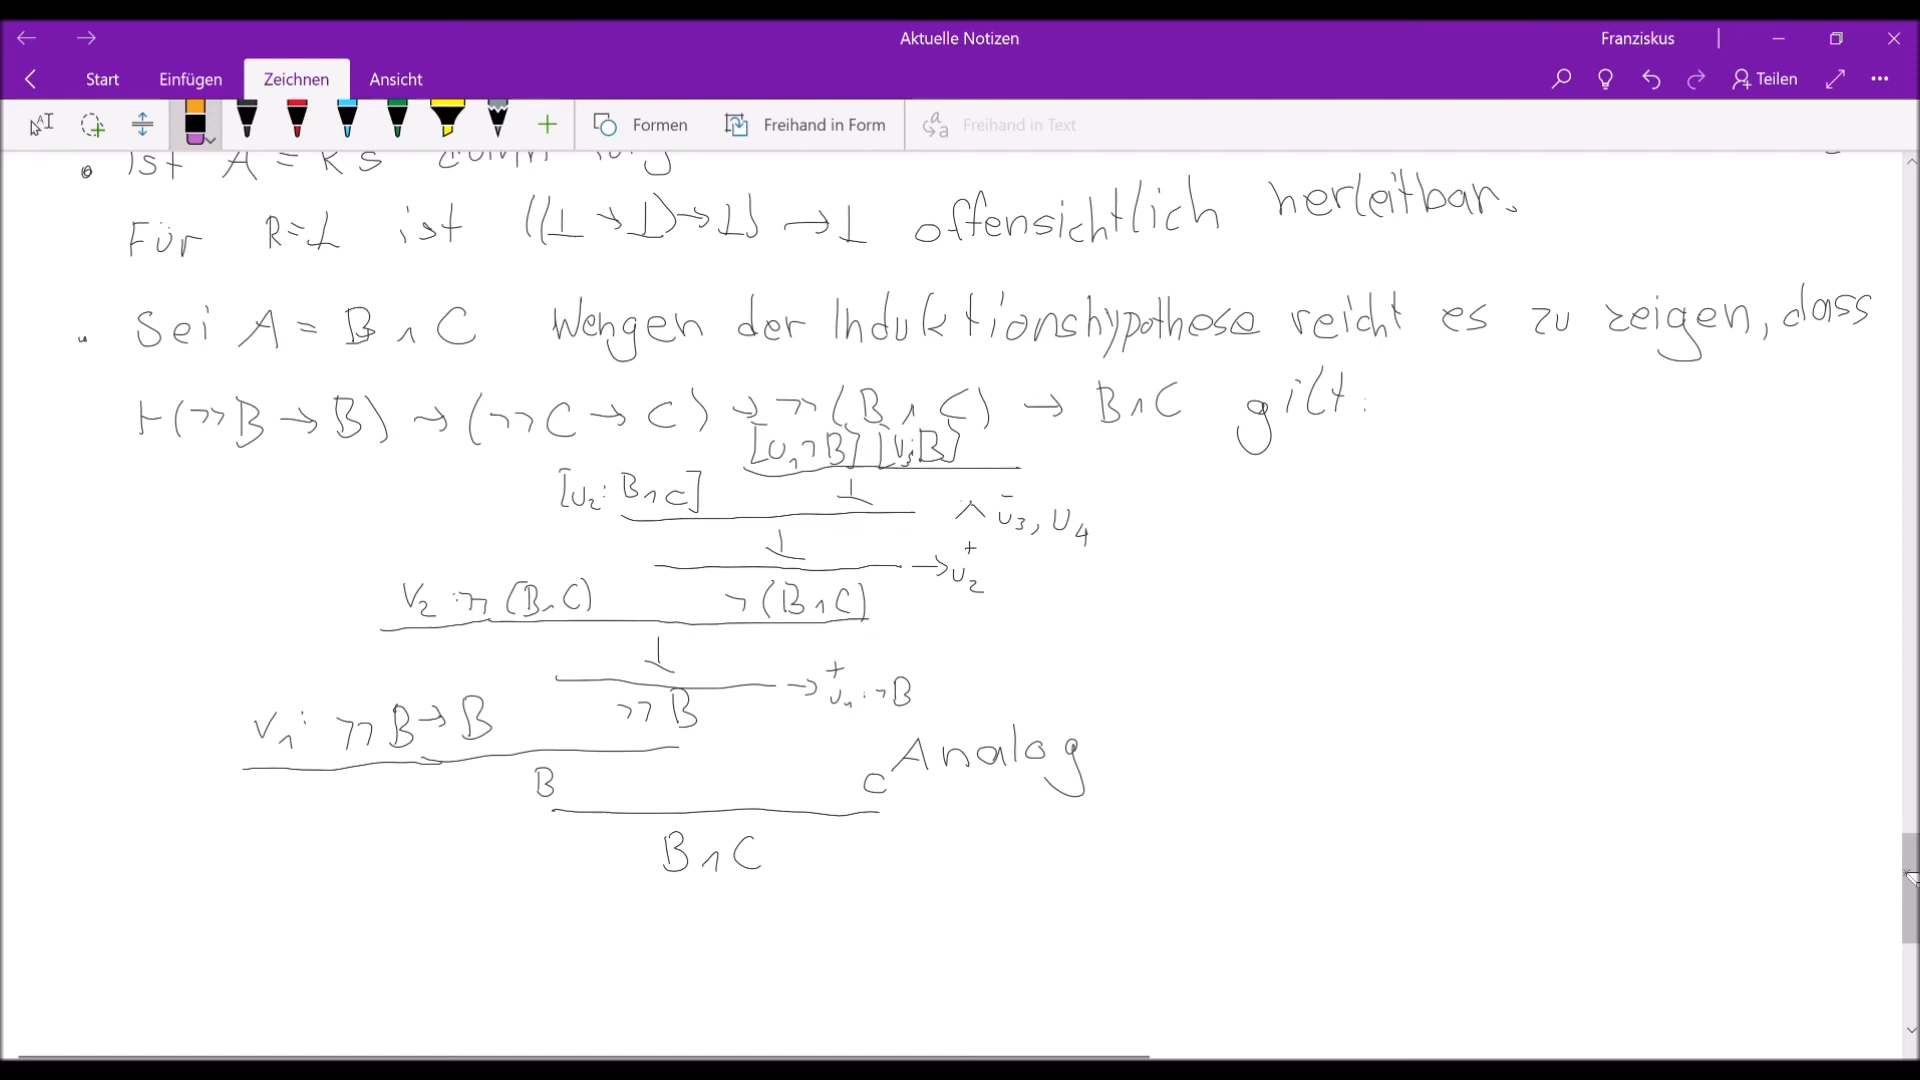 Aktuelle Notizen
Franziskus
Start Einfügen Zeichnen Ansicht
Teilen
Formen Freihand in Form Freihand in Text
ist A =
Für R=⊥ ist ((⊥→⊥)→⊥) →⊥ offensichtlich herleitbar.
Sei A = B∧C Wengen der Induktionshypothese reicht es zu zeigen, dass
⊢(¬¬B→B) → (¬¬C→C) → ¬¬(B∧C) → B∧C gilt:
[u₁ ¬B] [u₃:B]
[u₂: B∧C] ⊥ ∧⁻ u₃, u₄
⊥ →⁺ u₂
v₂ :¬¬(B∧C) ¬(B∧C)
⊥ →⁺ u₁:¬B
v₁: ¬¬B→B ¬¬B
B C Analog
B∧C